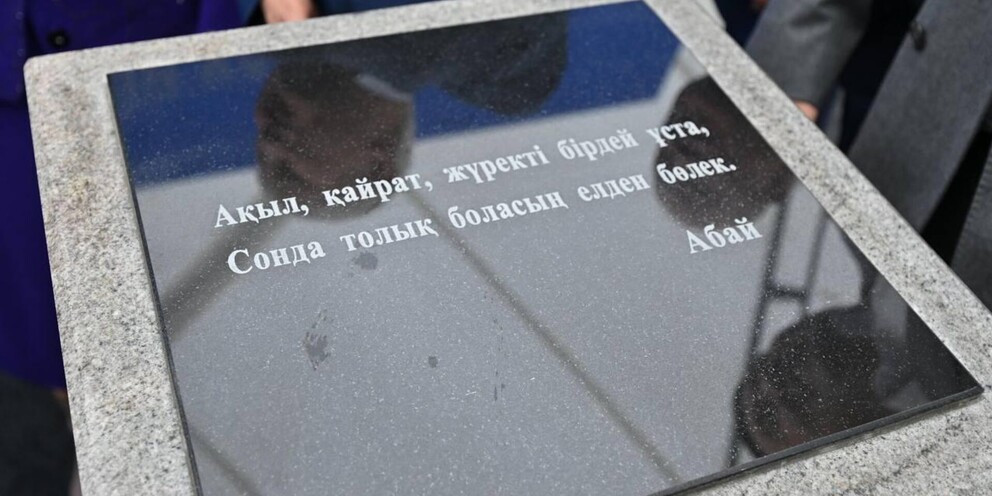 Ақыл, қайрат, жүректі бірдей ұста,
Сонда толық боласың елден бөлек.
Абай